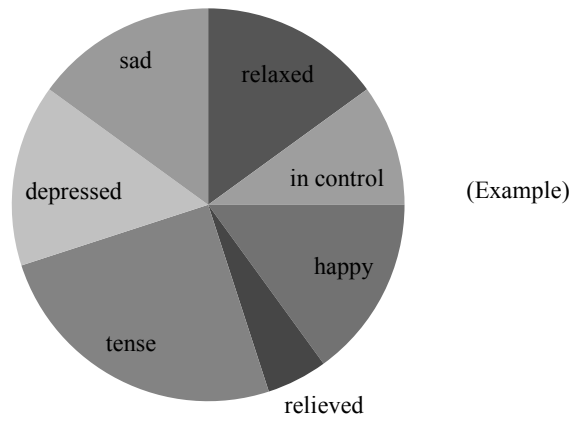 sad
relaxed
in control
(Example)
depressed
happy
tense
relieved